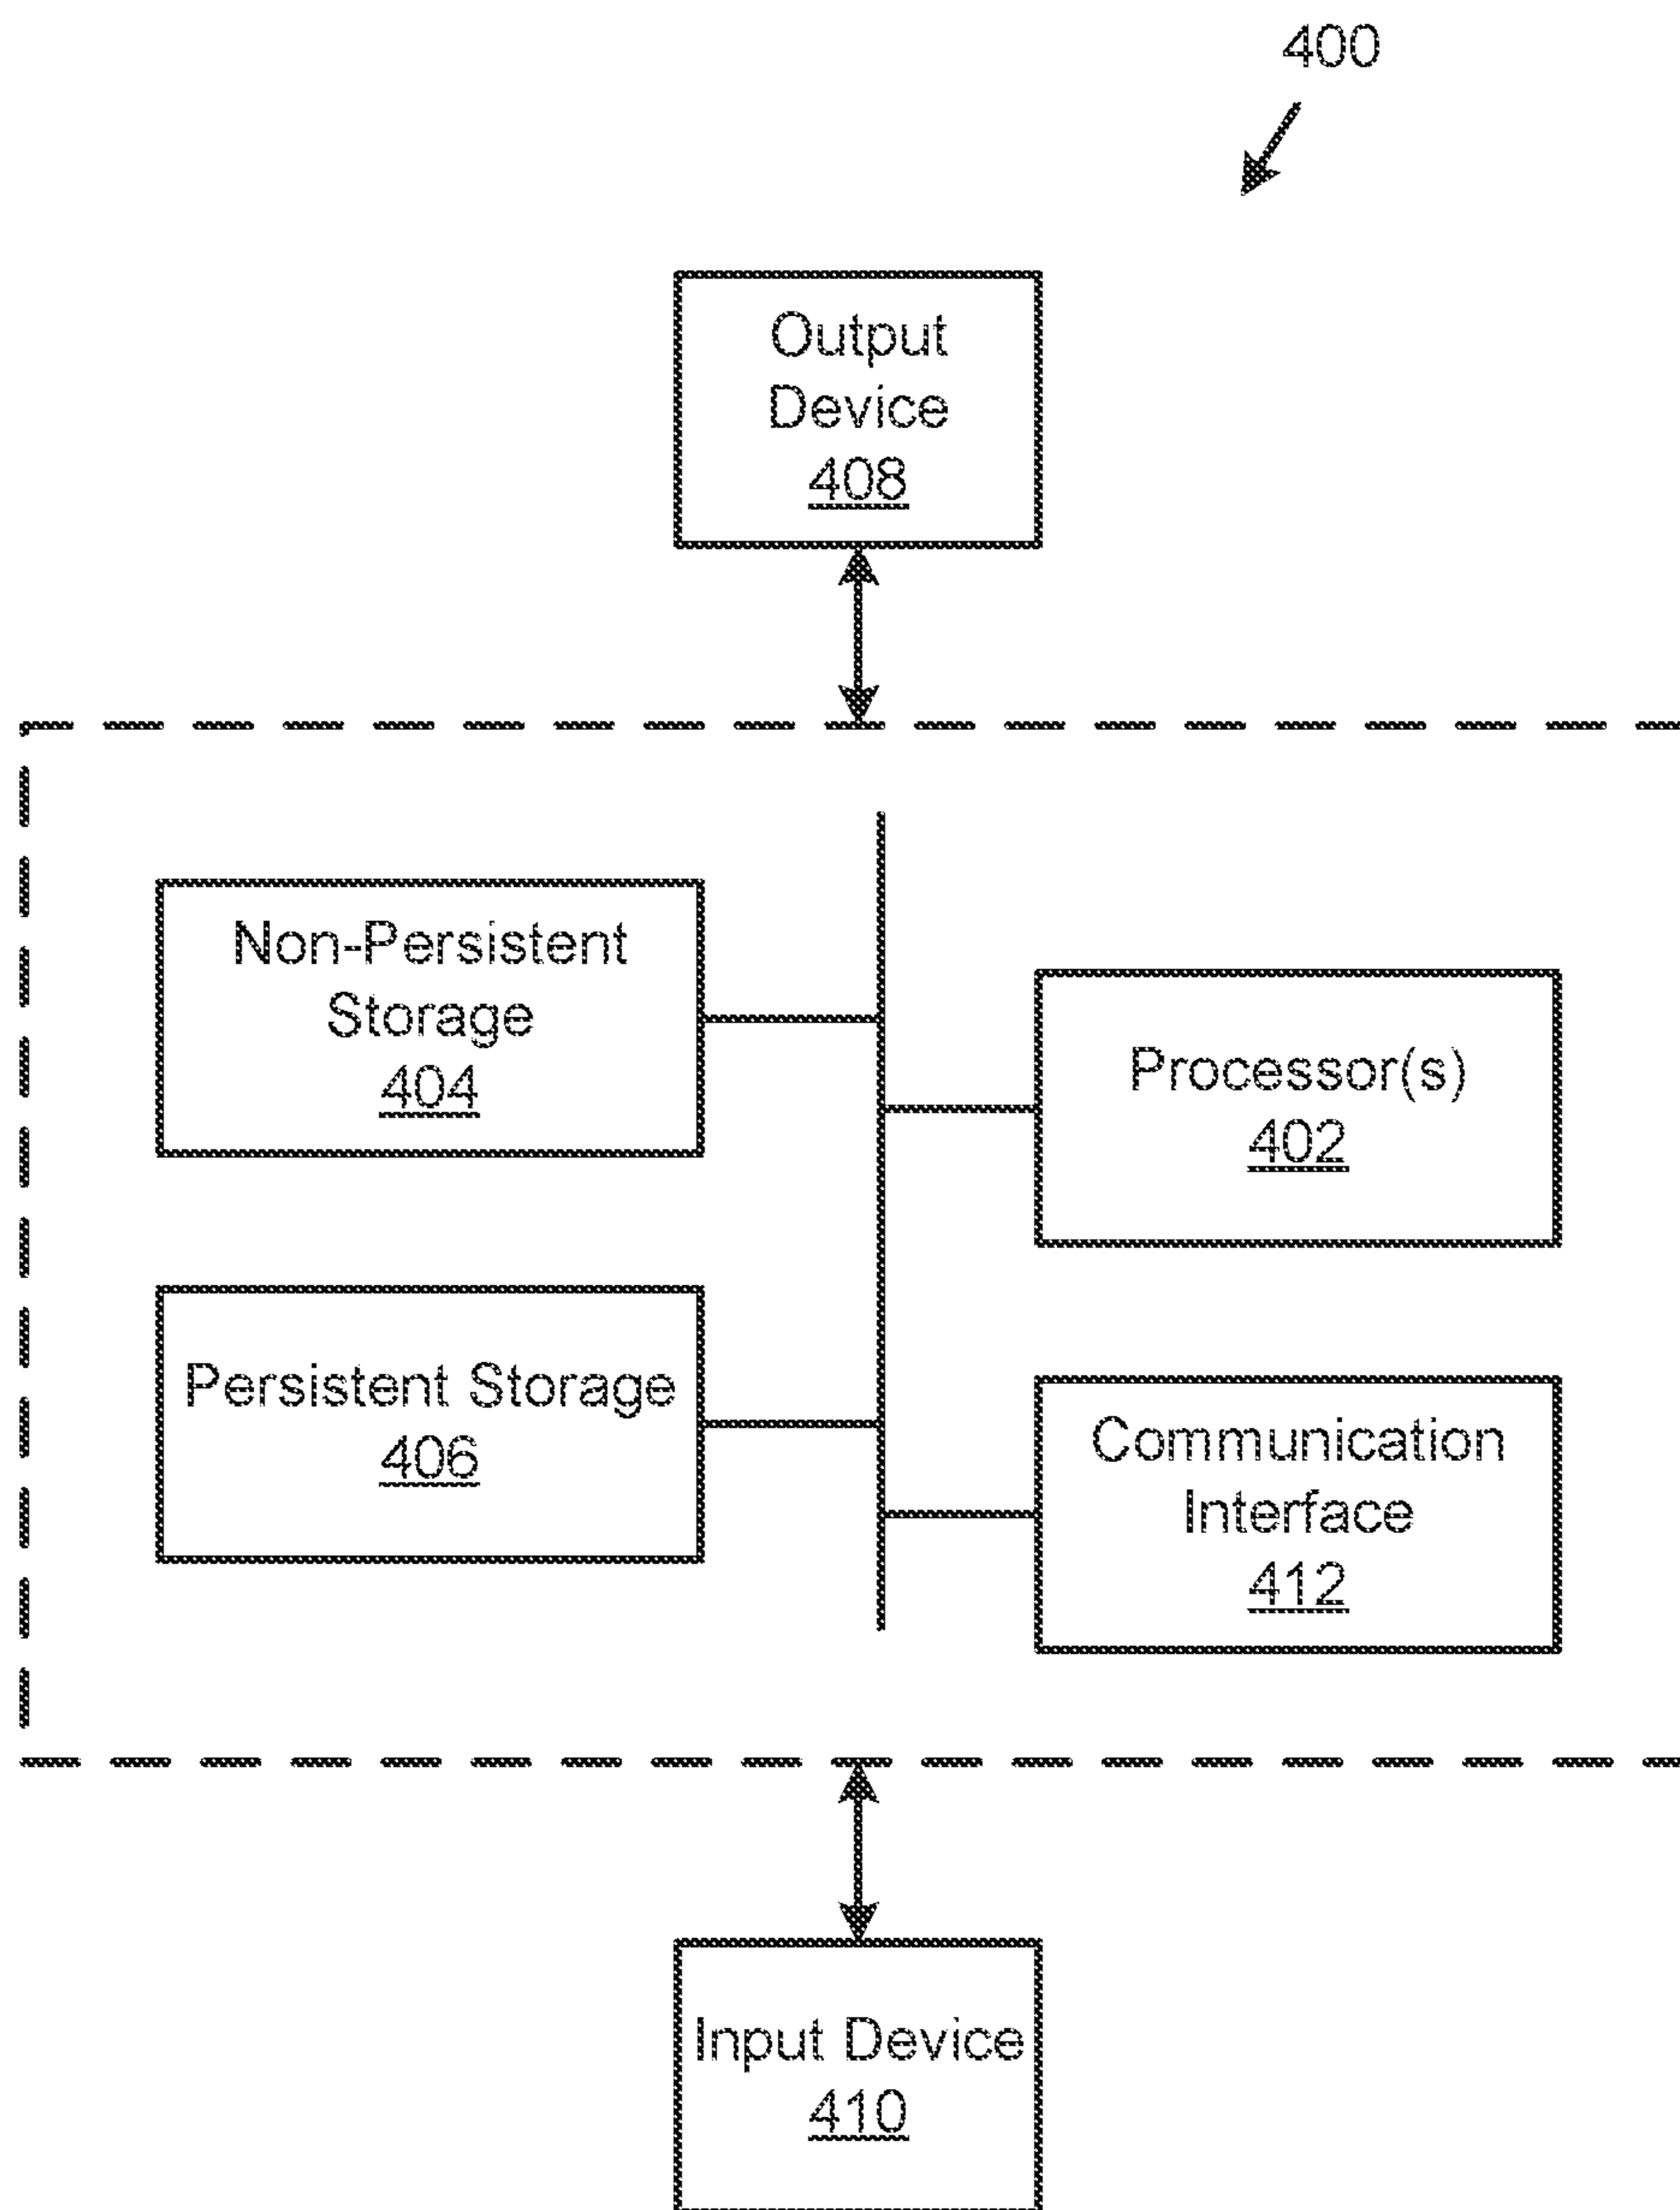 400
Output
Device
408
Non-Persistent
Storage
404
Processor(s)
402
Persistent Storage
406
Communication
Interface
412
Input Device
410